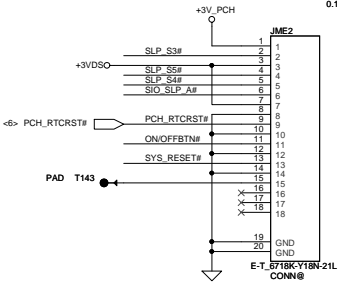 0.1
+3V_PCH
JME2
1 1
SLP_S3# 2 2
+3VDS 3 3
SLP_S5# 4 4
SLP_S4# 5 5
SIO_SLP_A# 6 6
7 7
8 8
<6> PCH_RTCRST# PCH_RTCRST# 9 9
10 10
ON/OFFBTN# 11 11
12 12
SYS_RESET# 13 13
14 14
PAD T143 15 15
16 16
17 17
18 18
19 GND
20 GND
E-T_6718K-Y18N-21L
CONN@